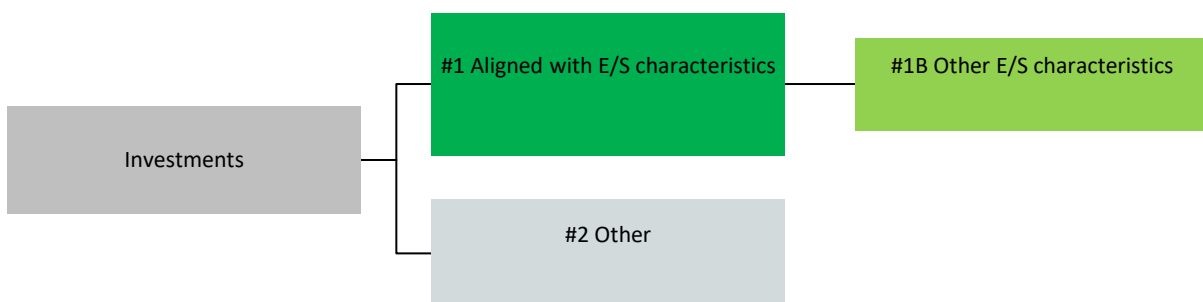 #1 Aligned with E/S characteristics
#1B Other E/S characteristics
Investments
#2 Other